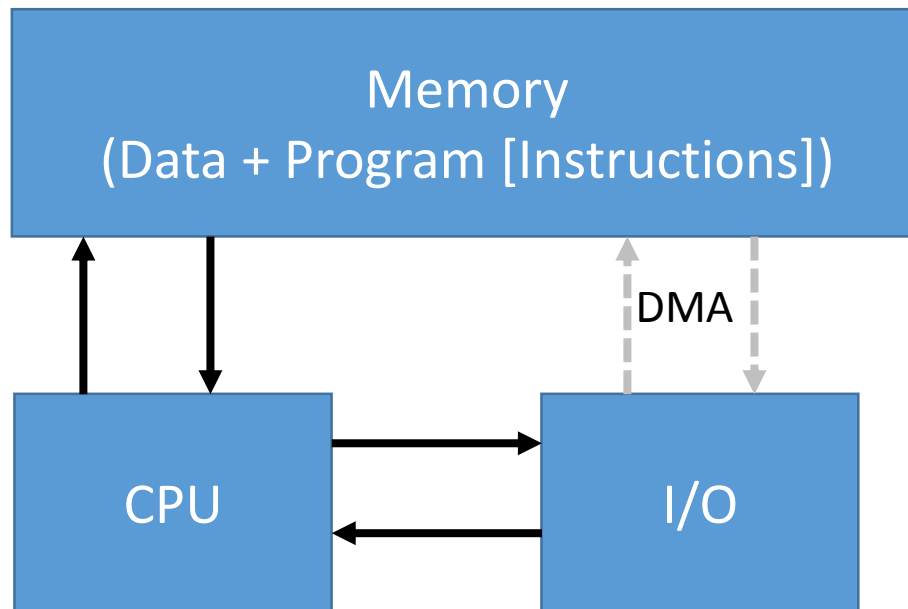 Memory
(Data + Program [Instructions])
DMA
CPU
I/O